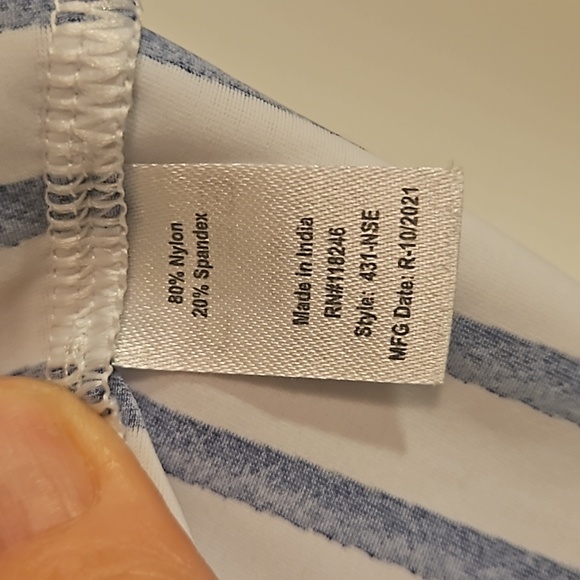 80% Nylon
20% Spandex
Made in India
RN#118246
Style: 431-NSE
MFG Date: R-10/2021